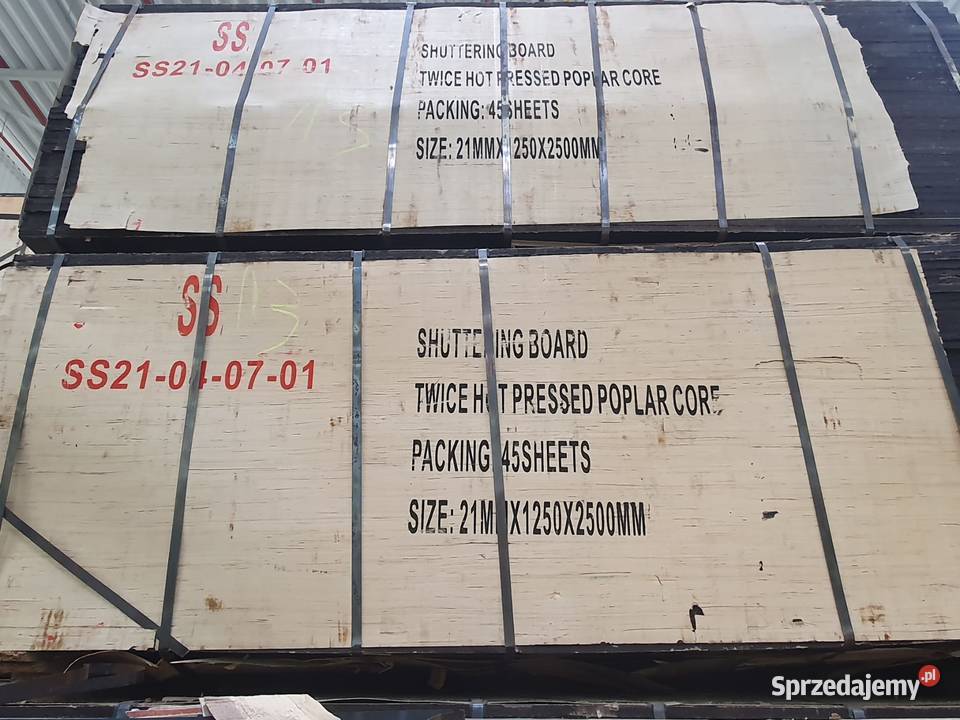 SS
SS21-04-07-01
SHUTTERING BOARD
TWICE HOT PRESSED POPLAR CORE
PACKING: 45SHEETS
SIZE: 21MMX1250X2500MM
SS
SS21-04-07-01
SHUTTERING BOARD
TWICE HOT PRESSED POPLAR CORE
PACKING: 45SHEETS
SIZE: 21MMX1250X2500MM
Sprzedajemy.pl